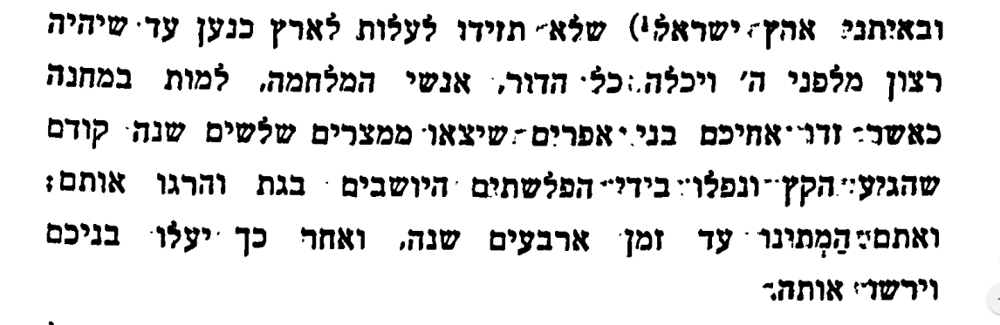 ובאיתני אהץ ישראל¹) שלא תזידו לעלות לארץ כנען עד שיהיה
רצון מלפני ה׳ ויכלה כל הדור, אנשי המלחמה, למות במחנה
כאשר זדו אחיכם בני אפרים שיצאו ממצרים שלשים שנה קודם
שהגיע הקץ ונפלו בידי הפלשתים היושבים בגת והרגו אותם;
ואתם הַמְתינו עד זמן ארבעים שנה, ואחר כך יעלו בניכם
וירשו אותה.